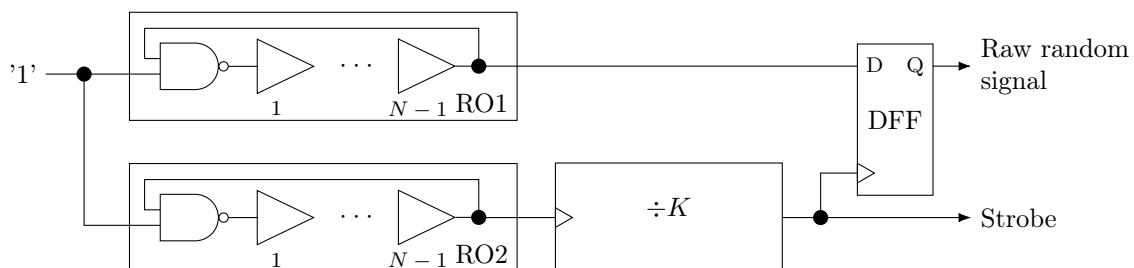 '1'
1
· · ·
N − 1
RO1
D Q
DFF
Raw random
signal
1
· · ·
N − 1
RO2
÷K
Strobe